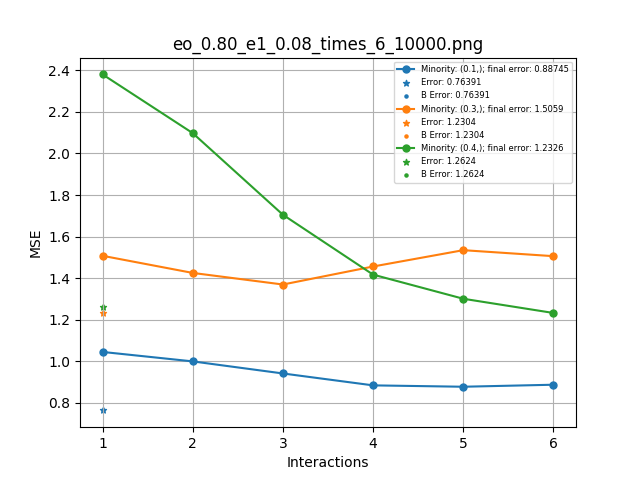 eo_0.80_e1_0.08_times_6_10000.png
Minority: (0.1,); final error: 0.88745
Error: 0.76391
B Error: 0.76391
Minority: (0.3,); final error: 1.5059
Error: 1.2304
B Error: 1.2304
Minority: (0.4,); final error: 1.2326
Error: 1.2624
B Error: 1.2624
MSE
2.4
2.2
2.0
1.8
1.6
1.4
1.2
1.0
0.8
1 2 3 4 5 6
Interactions